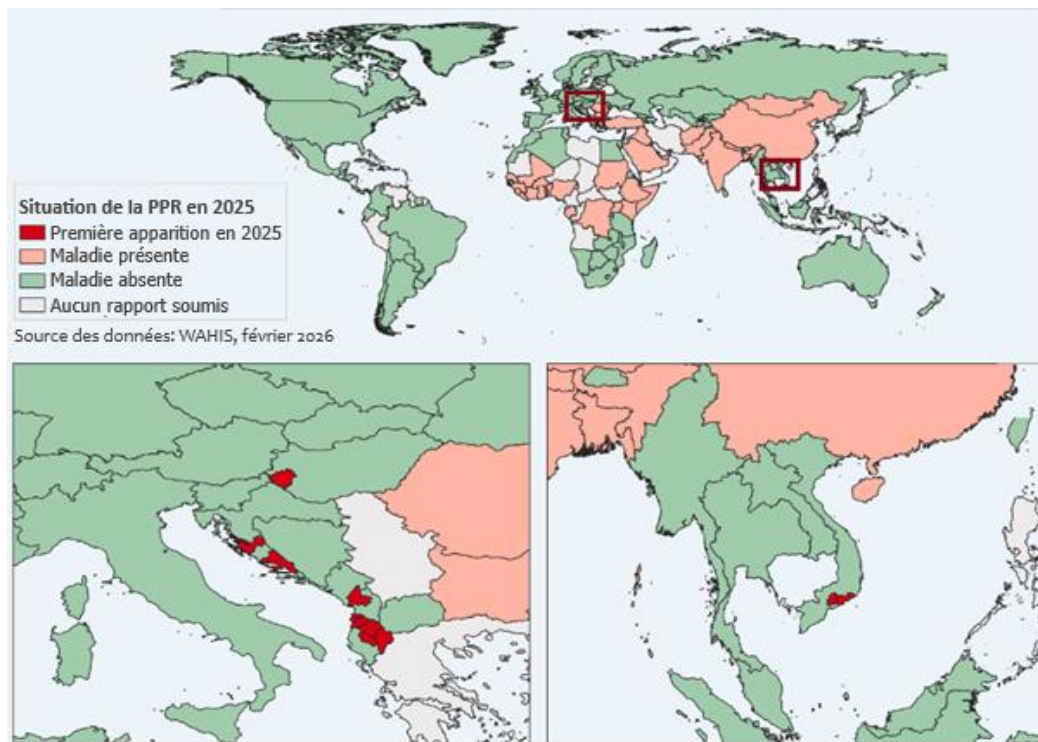 Situation de la PPR en 2025
Première apparition en 2025
Maladie présente
Maladie absente
Aucun rapport soumis
Source des données: WAHIS, février 2026